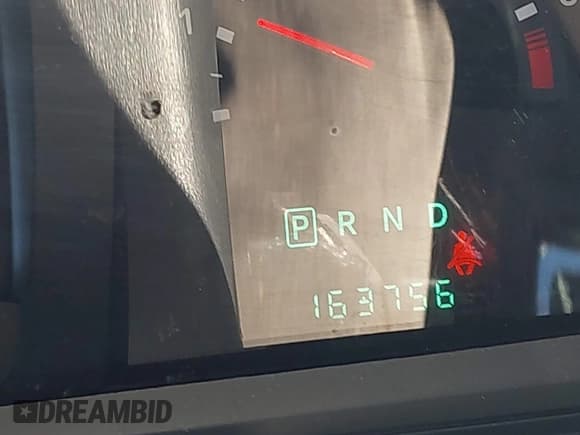 1
P R N D
163756
DREAMBID